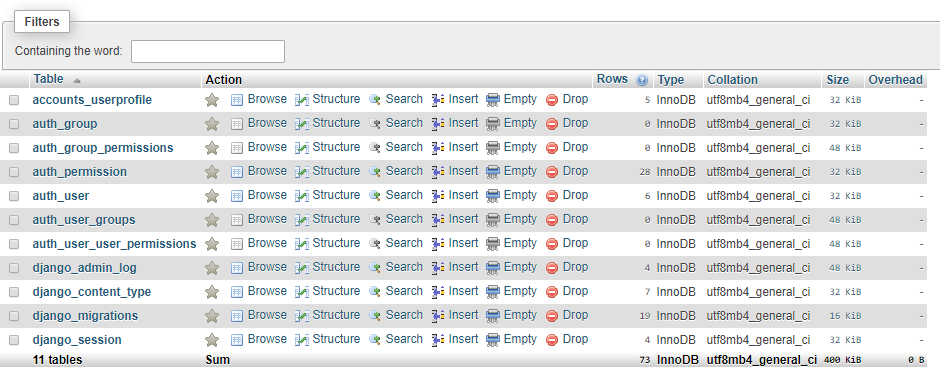 Filters
Containing the word:
Table Action Rows Type Collation Size Overhead
accounts_userprofile Browse Structure Search Insert Empty Drop 5 InnoDB utf8mb4_general_ci 32 KiB -
auth_group Browse Structure Search Insert Empty Drop 0 InnoDB utf8mb4_general_ci 32 KiB -
auth_group_permissions Browse Structure Search Insert Empty Drop 0 InnoDB utf8mb4_general_ci 48 KiB -
auth_permission Browse Structure Search Insert Empty Drop 28 InnoDB utf8mb4_general_ci 32 KiB -
auth_user Browse Structure Search Insert Empty Drop 6 InnoDB utf8mb4_general_ci 32 KiB -
auth_user_groups Browse Structure Search Insert Empty Drop 0 InnoDB utf8mb4_general_ci 48 KiB -
auth_user_user_permissions Browse Structure Search Insert Empty Drop 0 InnoDB utf8mb4_general_ci 48 KiB -
django_admin_log Browse Structure Search Insert Empty Drop 4 InnoDB utf8mb4_general_ci 48 KiB -
django_content_type Browse Structure Search Insert Empty Drop 7 InnoDB utf8mb4_general_ci 32 KiB -
django_migrations Browse Structure Search Insert Empty Drop 19 InnoDB utf8mb4_general_ci 16 KiB -
django_session Browse Structure Search Insert Empty Drop 4 InnoDB utf8mb4_general_ci 32 KiB -
11 tables Sum 73 InnoDB utf8mb4_general_ci 400 KiB 0 B